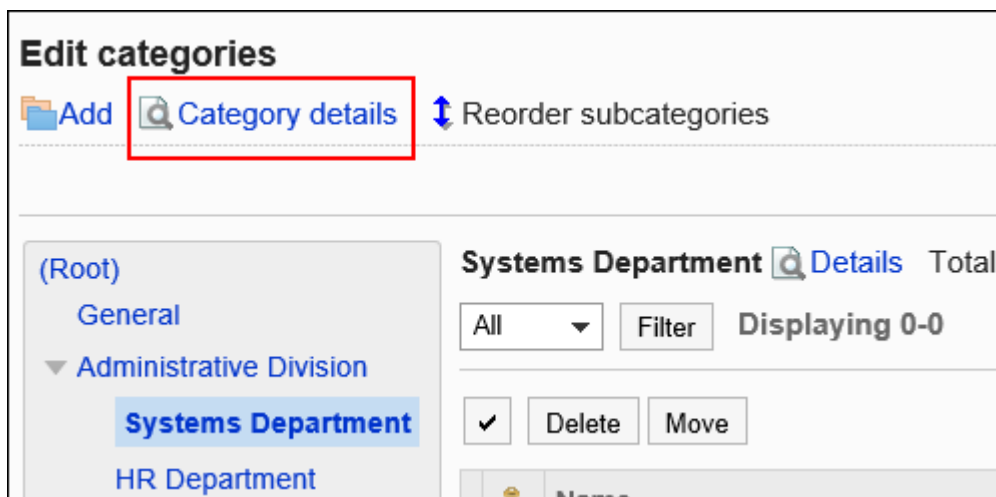 Edit categories
Add Category details Reorder subcategories
(Root)
General
Administrative Division
Systems Department
HR Department
Systems Department Details Total
All Filter Displaying 0-0
Delete Move
Name